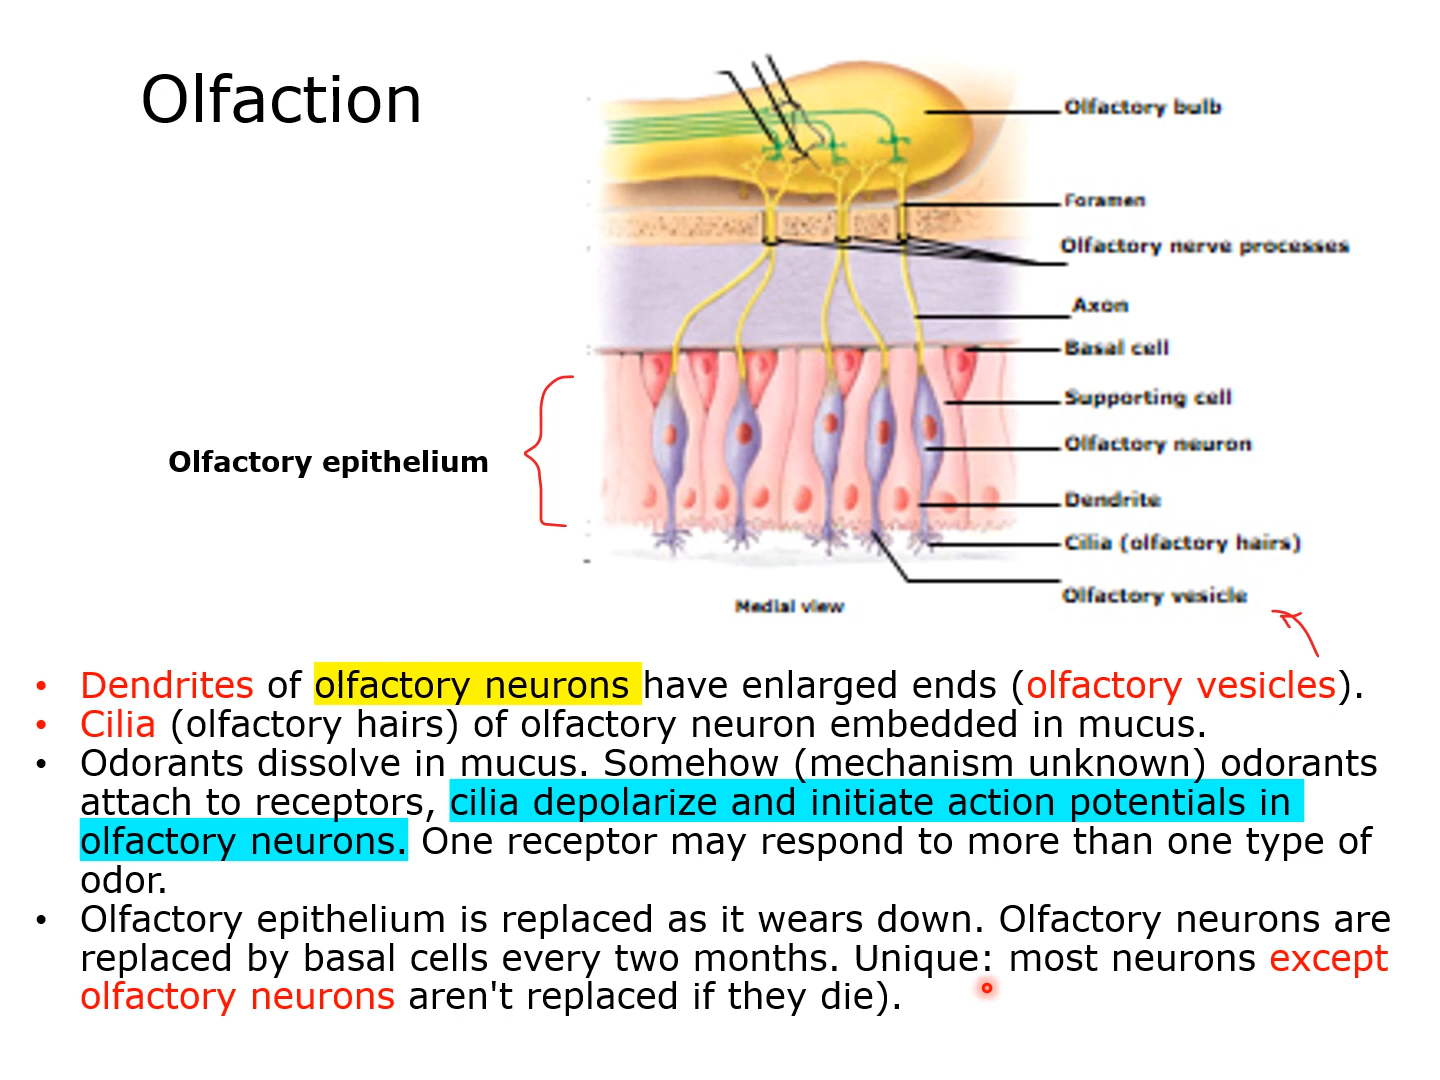 Olfaction
Olfactory bulb
Foramen
Olfactory nerve processes
Axon
Basal cell
Supporting cell
Olfactory neuron
Dendrite
Cilia (olfactory hairs)
Olfactory vesicle
Olfactory epithelium
Medial view
• Dendrites of olfactory neurons have enlarged ends (olfactory vesicles).
• Cilia (olfactory hairs) of olfactory neuron embedded in mucus.
• Odorants dissolve in mucus. Somehow (mechanism unknown) odorants
attach to receptors, cilia depolarize and initiate action potentials in
olfactory neurons. One receptor may respond to more than one type of
odor.
• Olfactory epithelium is replaced as it wears down. Olfactory neurons are
replaced by basal cells every two months. Unique: most neurons except
olfactory neurons aren't replaced if they die).